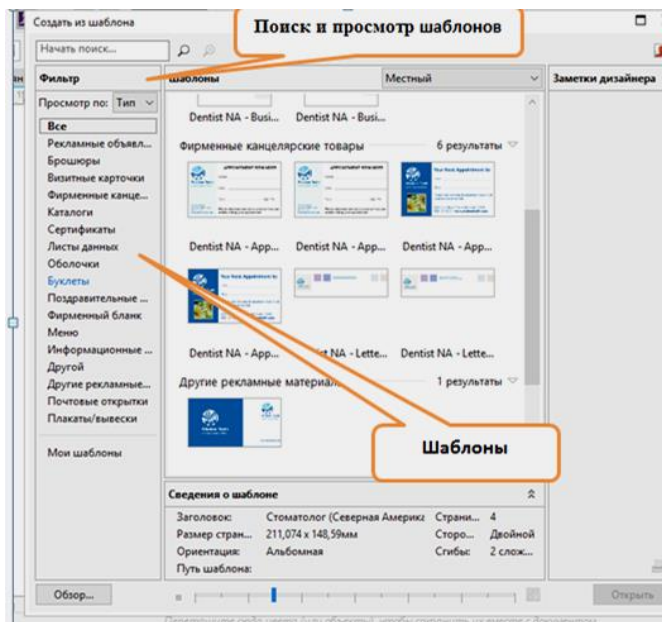 Создать из шаблона
Поиск и просмотр шаблонов
Начать поиск...
Фильтр
Шаблоны
Местный
Заметки дизайнера
Просмотр по: Тип
Все
Рекламные объявл...
Брошюры
Визитные карточки
Фирменные канце...
Каталоги
Сертификаты
Листы данных
Оболочки
Буклеты
Поздравительные ...
Фирменный бланк
Меню
Информационные ...
Другой
Другие рекламные...
Почтовые открытки
Плакаты/вывески
Мои шаблоны
Dentist NA - Busi... Dentist NA - Busi...
Фирменные канцелярские товары 6 результаты
Dentist NA - App... Dentist NA - App... Dentist NA - App...
Dentist NA - App... NA - Lette... Dentist NA - Lette...
Другие рекламные материал 1 результаты
Шаблоны
Сведения о шаблоне
Заголовок: Стоматолог (Северная Америка Страни... 4
Размер стран... 211,074 x 148,59мм Сторо... Двойной
Ориентация: Альбомная Сгибы: 2 слож...
Путь шаблона:
Обзор...
Открыть